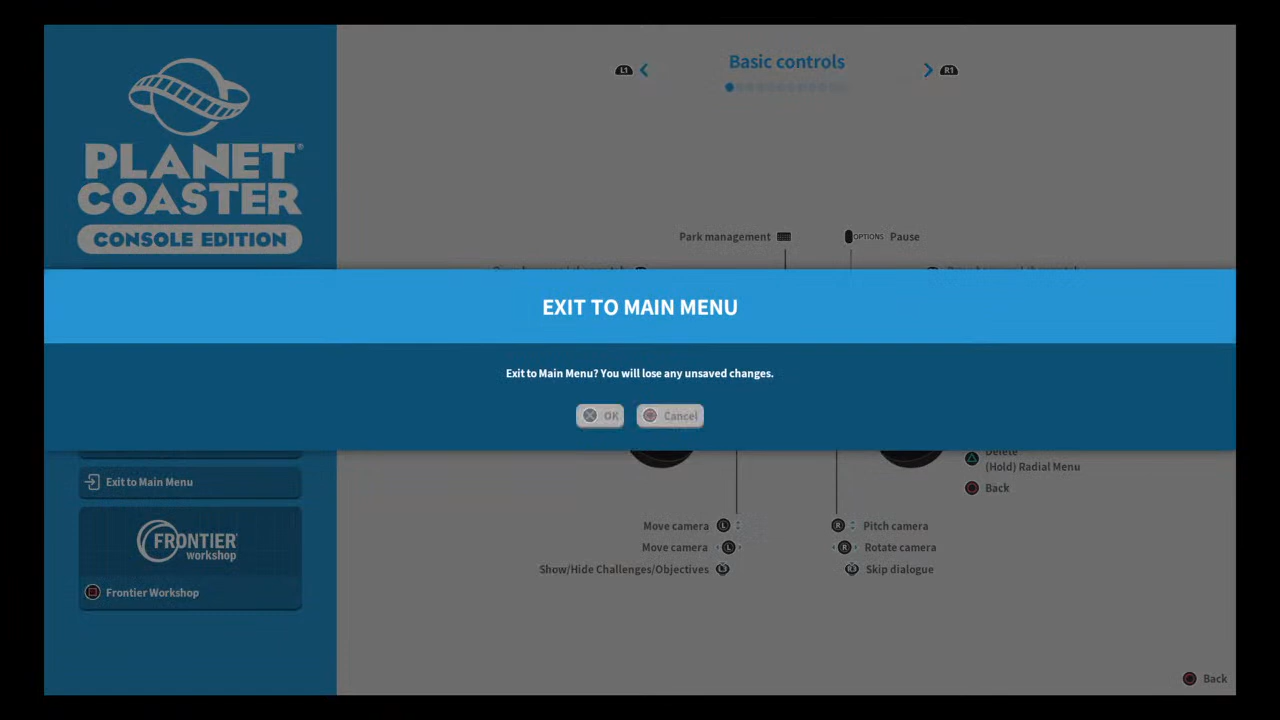 PLANET
COASTER
CONSOLE EDITION
L1
Basic controls
R1
Park management
OPTIONS Pause
EXIT TO MAIN MENU
Exit to Main Menu? You will lose any unsaved changes.
OK
Cancel
Exit to Main Menu
FRONTIER
workshop
Frontier Workshop
Delete
(Hold) Radial Menu
Back
Move camera L
R Pitch camera
Move camera L
R Rotate camera
Show/Hide Challenges/Objectives
Skip dialogue
Back